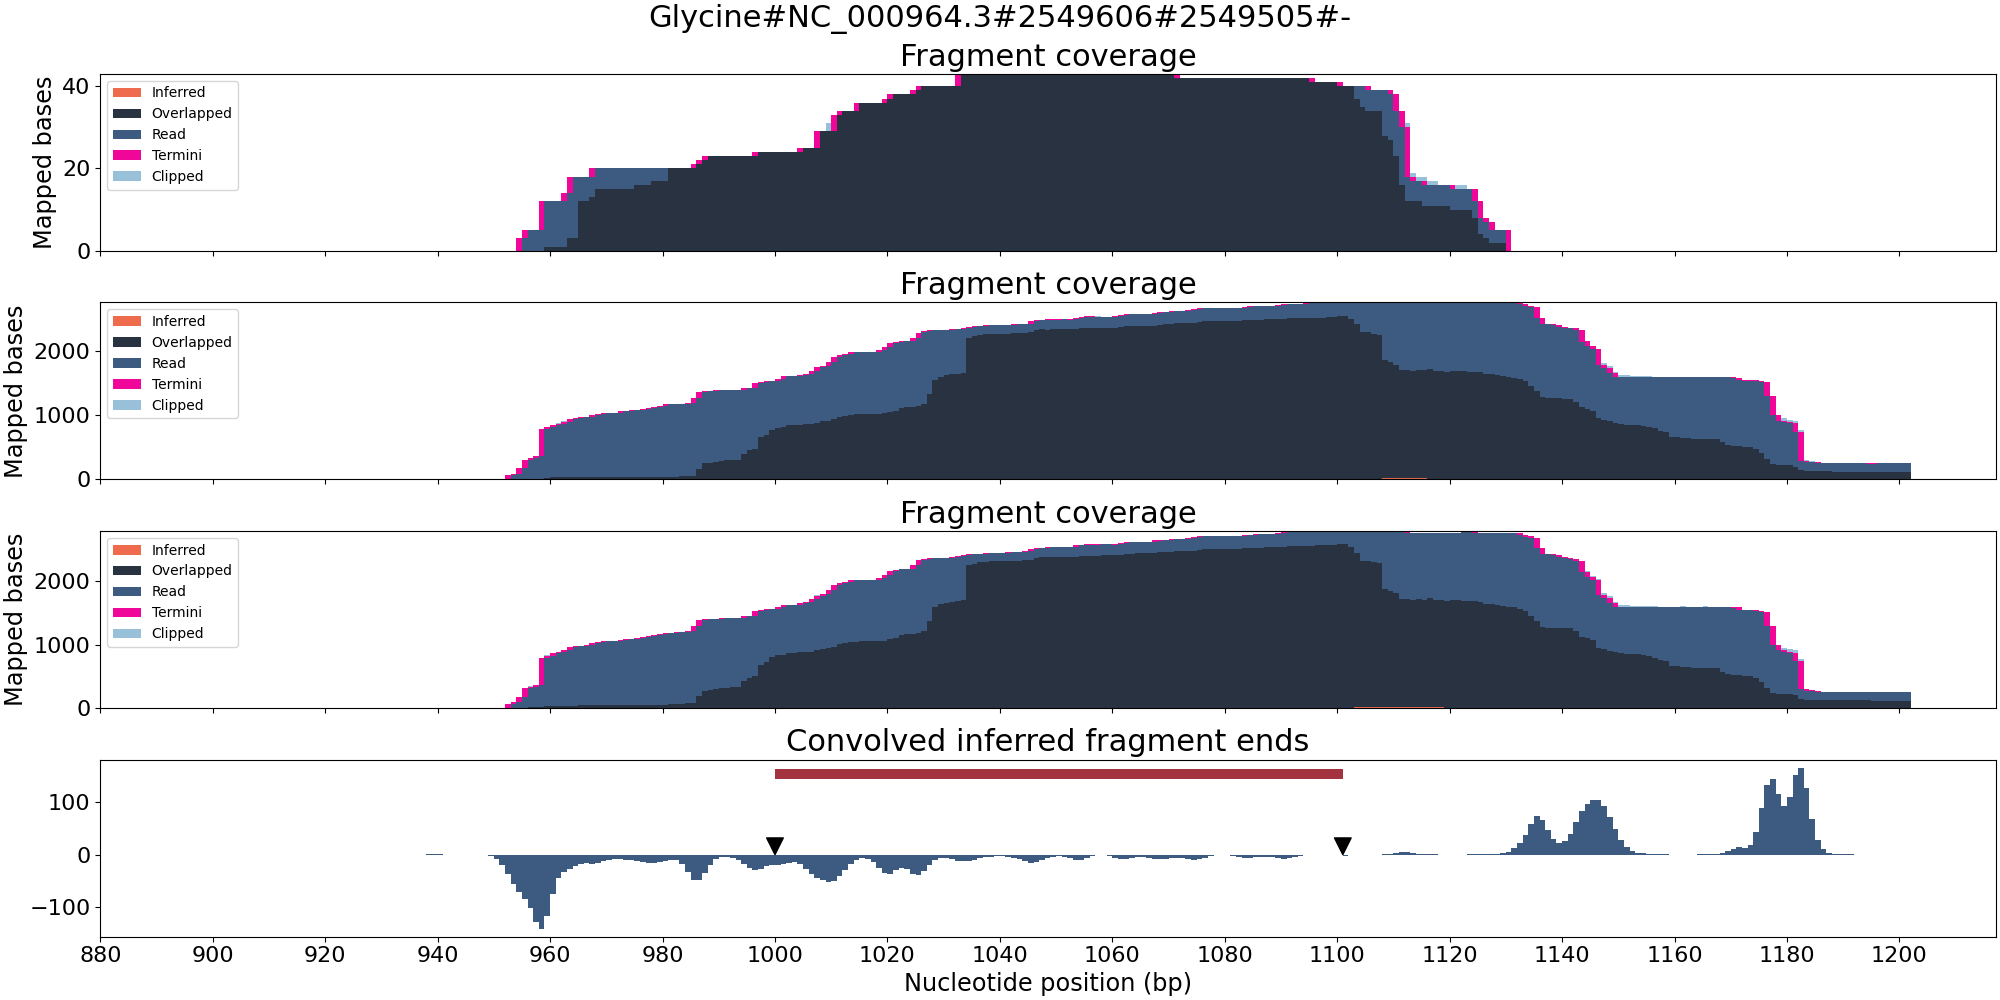 Glycine#NC_000964.3#2549606#2549505#-
Fragment coverage
Mapped bases
40
20
0
Inferred
Overlapped
Read
Termini
Clipped
Fragment coverage
Mapped bases
2000
1000
0
Inferred
Overlapped
Read
Termini
Clipped
Fragment coverage
Mapped bases
2000
1000
0
Inferred
Overlapped
Read
Termini
Clipped
Convolved inferred fragment ends
100
0
−100
880 900 920 940 960 980 1000 1020 1040 1060 1080 1100 1120 1140 1160 1180 1200
Nucleotide position (bp)